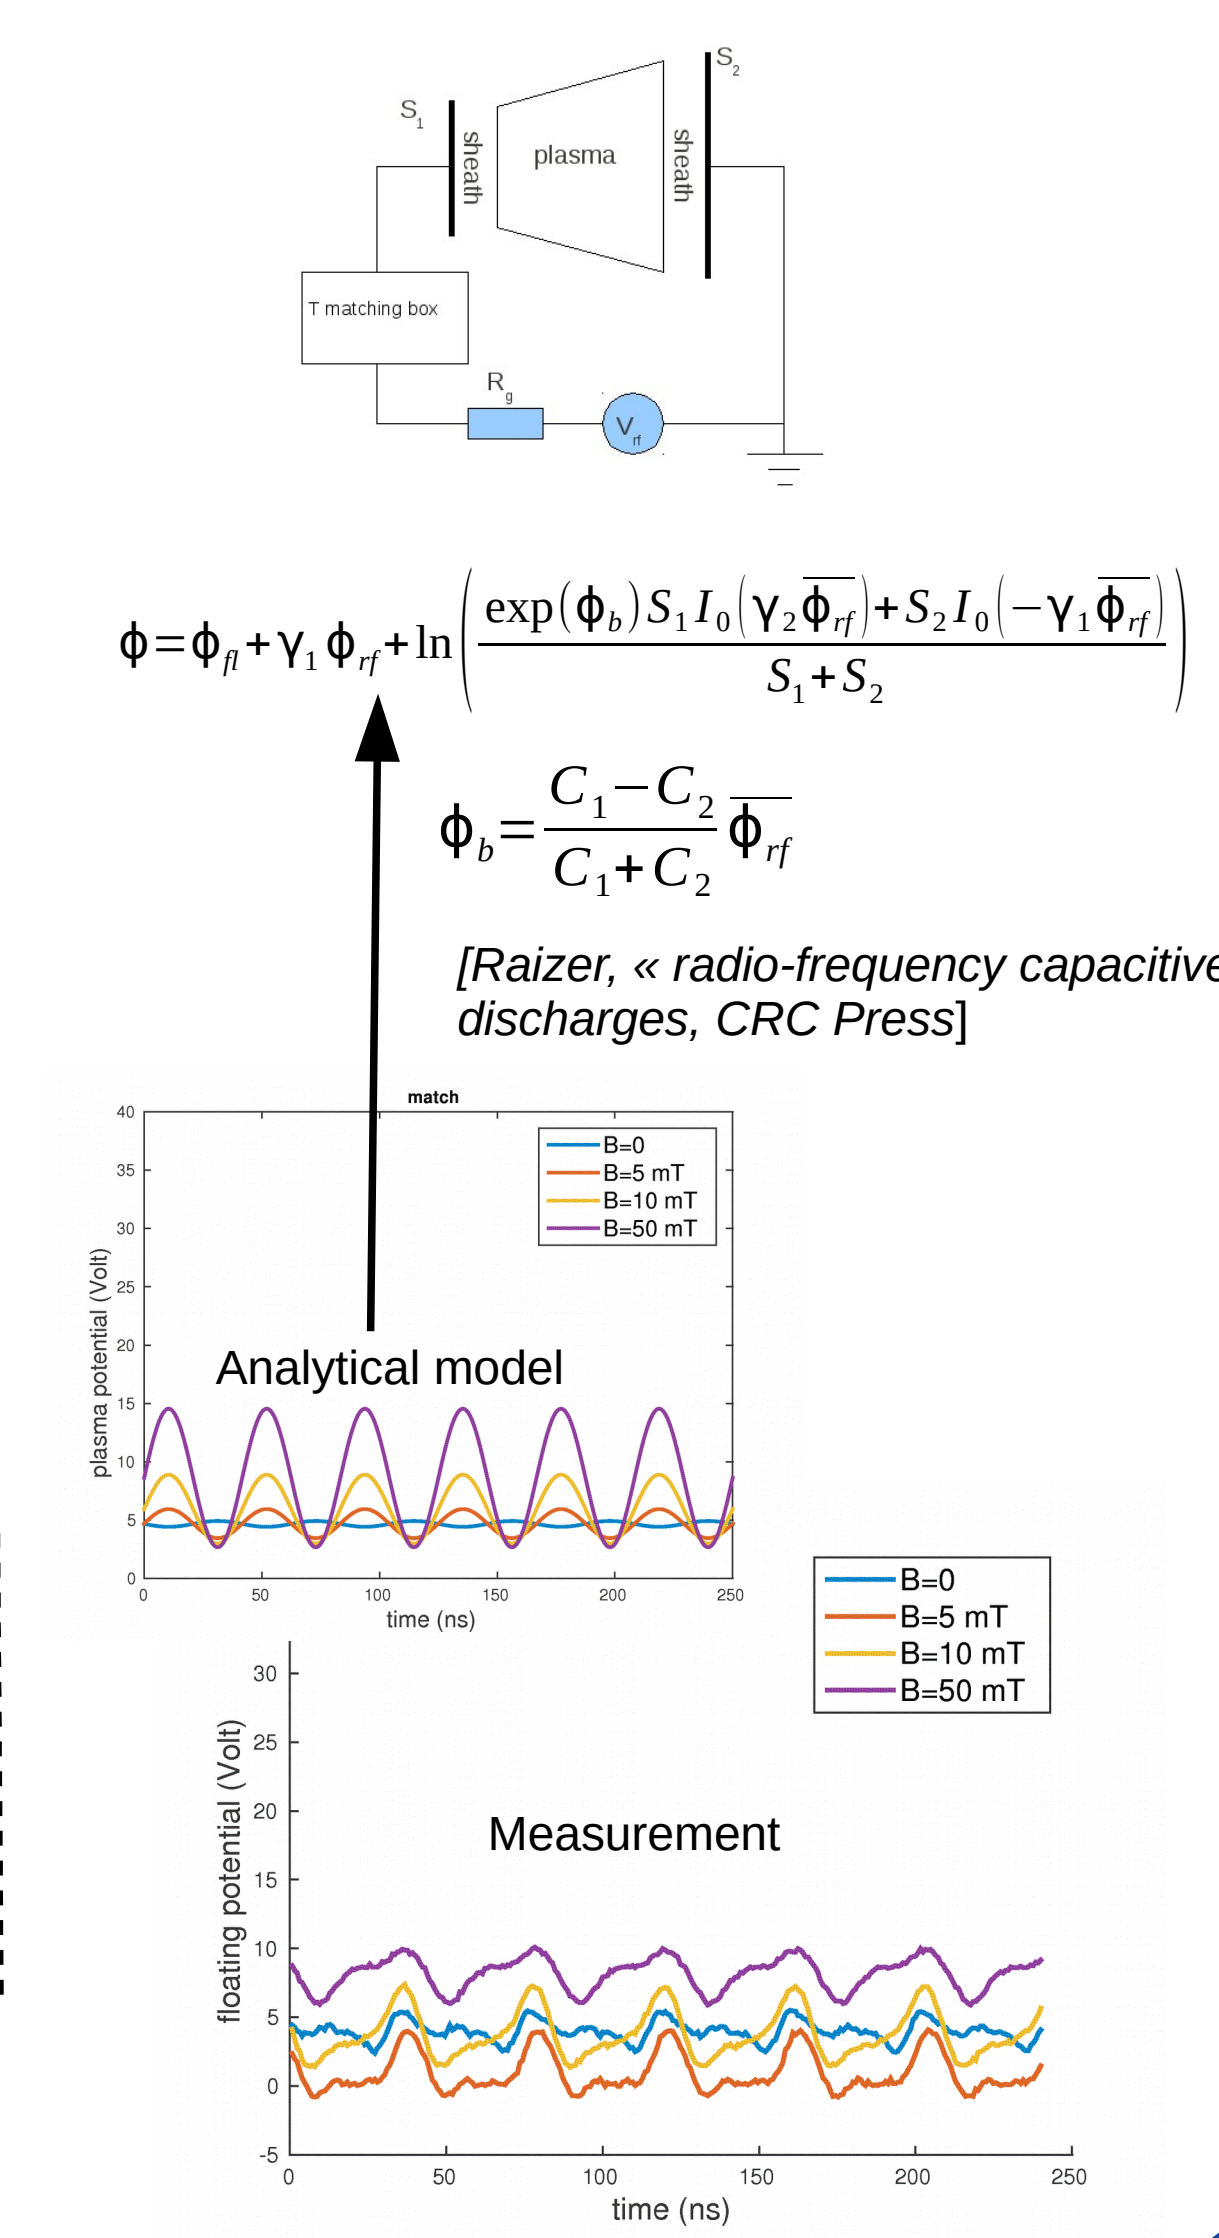 S1
S2
sheath
plasma
sheath
T matching box
Rg
Vrf
ϕ=ϕfl+γ1ϕrf+ln(exp(ϕb)S1I0(γ2ϕrf)+S2I0(−γ1ϕrf)
S1+S2)
ϕb=C1−C2
C1+C2 ϕrf
[Raizer, « radio-frequency capacitive
discharges, CRC Press]
match
40
35
30
25
20
15
10
5
0
plasma potential (Volt)
B=0
B=5 mT
B=10 mT
B=50 mT
Analytical model
0 50 100 150 200 250
time (ns)
B=0
B=5 mT
B=10 mT
B=50 mT
30
25
20
15
10
5
0
-5
floating potential (Volt)
Measurement
0 50 100 150 200 250
time (ns)